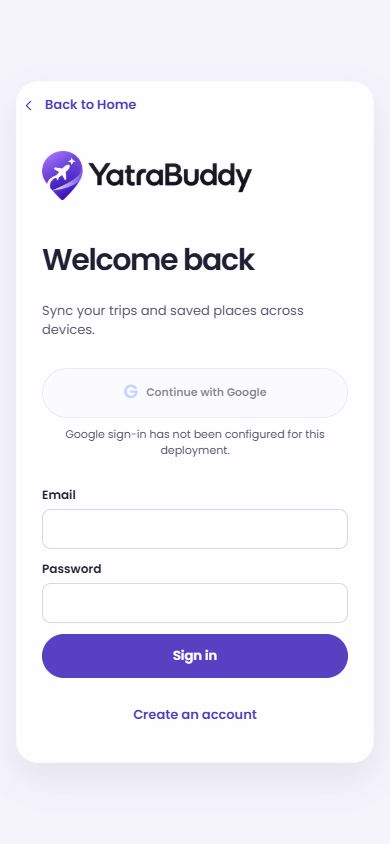 Back to Home
YatraBuddy
Welcome back
Sync your trips and saved places across
devices.
G Continue with Google
Google sign-in has not been configured for this
deployment.
Email
Password
Sign in
Create an account